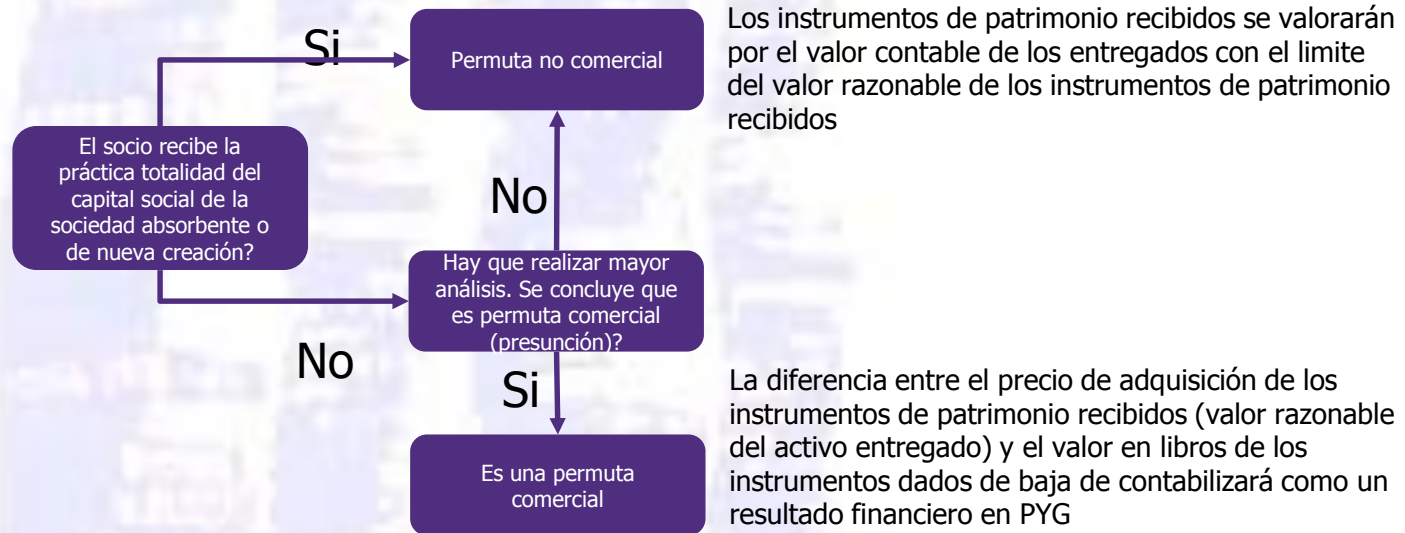 Si
Permuta no comercial
Los instrumentos de patrimonio recibidos se valorarán
por el valor contable de los entregados con el limite
del valor razonable de los instrumentos de patrimonio
recibidos
El socio recibe la
práctica totalidad del
capital social de la
sociedad absorbente o
de nueva creación?
No
Hay que realizar mayor
análisis. Se concluye que
es permuta comercial
(presunción)?
No
Si
Es una permuta
comercial
La diferencia entre el precio de adquisición de los
instrumentos de patrimonio recibidos (valor razonable
del activo entregado) y el valor en libros de los
instrumentos dados de baja de contabilizará como un
resultado financiero en PYG